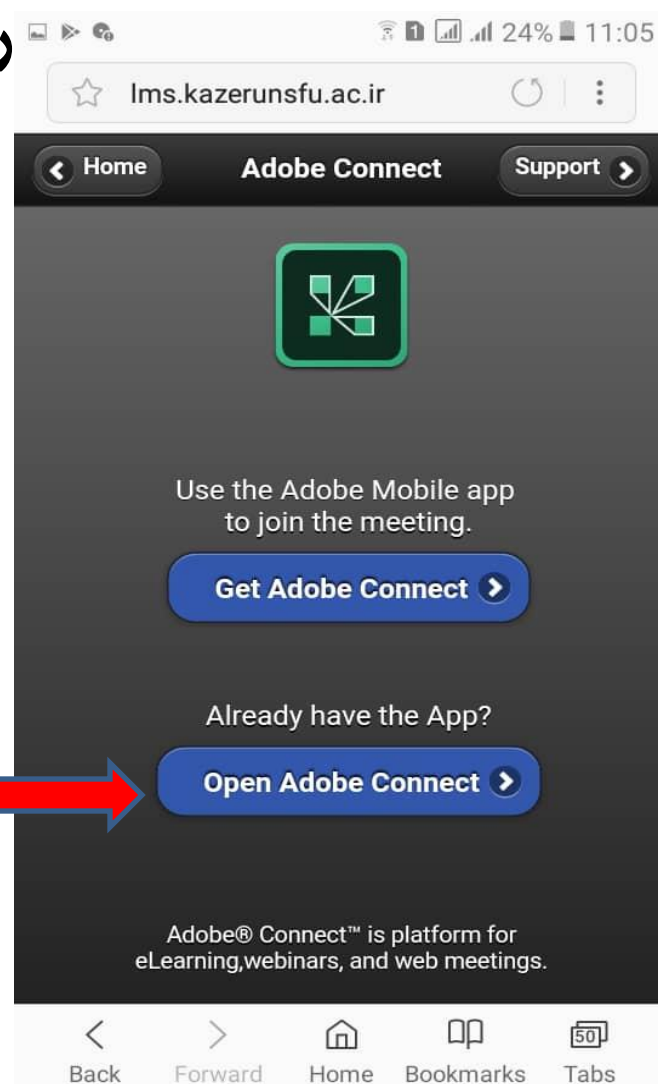 1 24% 11:05
lms.kazerunsfu.ac.ir
Home Adobe Connect Support
Use the Adobe Mobile app
to join the meeting.
Get Adobe Connect
Already have the App?
Open Adobe Connect
Adobe® Connect™ is platform for
eLearning,webinars, and web meetings.
50
Back Forward Home Bookmarks Tabs